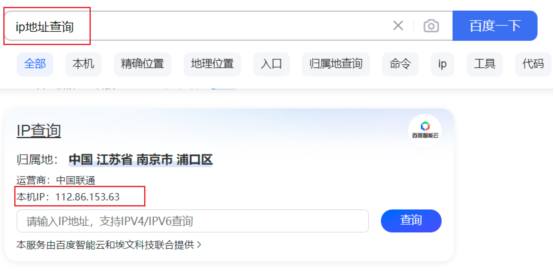 ip地址查询
百度一下
全部 本机 精确位置 地理位置 入口 归属地查询 命令 ip 工具 代码
IP查询
百度智能云
归属地： 中国 江苏省 南京市 浦口区
运营商：中国联通
本机IP：112.86.153.63
请输入IP地址，支持IPV4/IPV6查询
查询
本服务由百度智能云和埃文科技联合提供 >